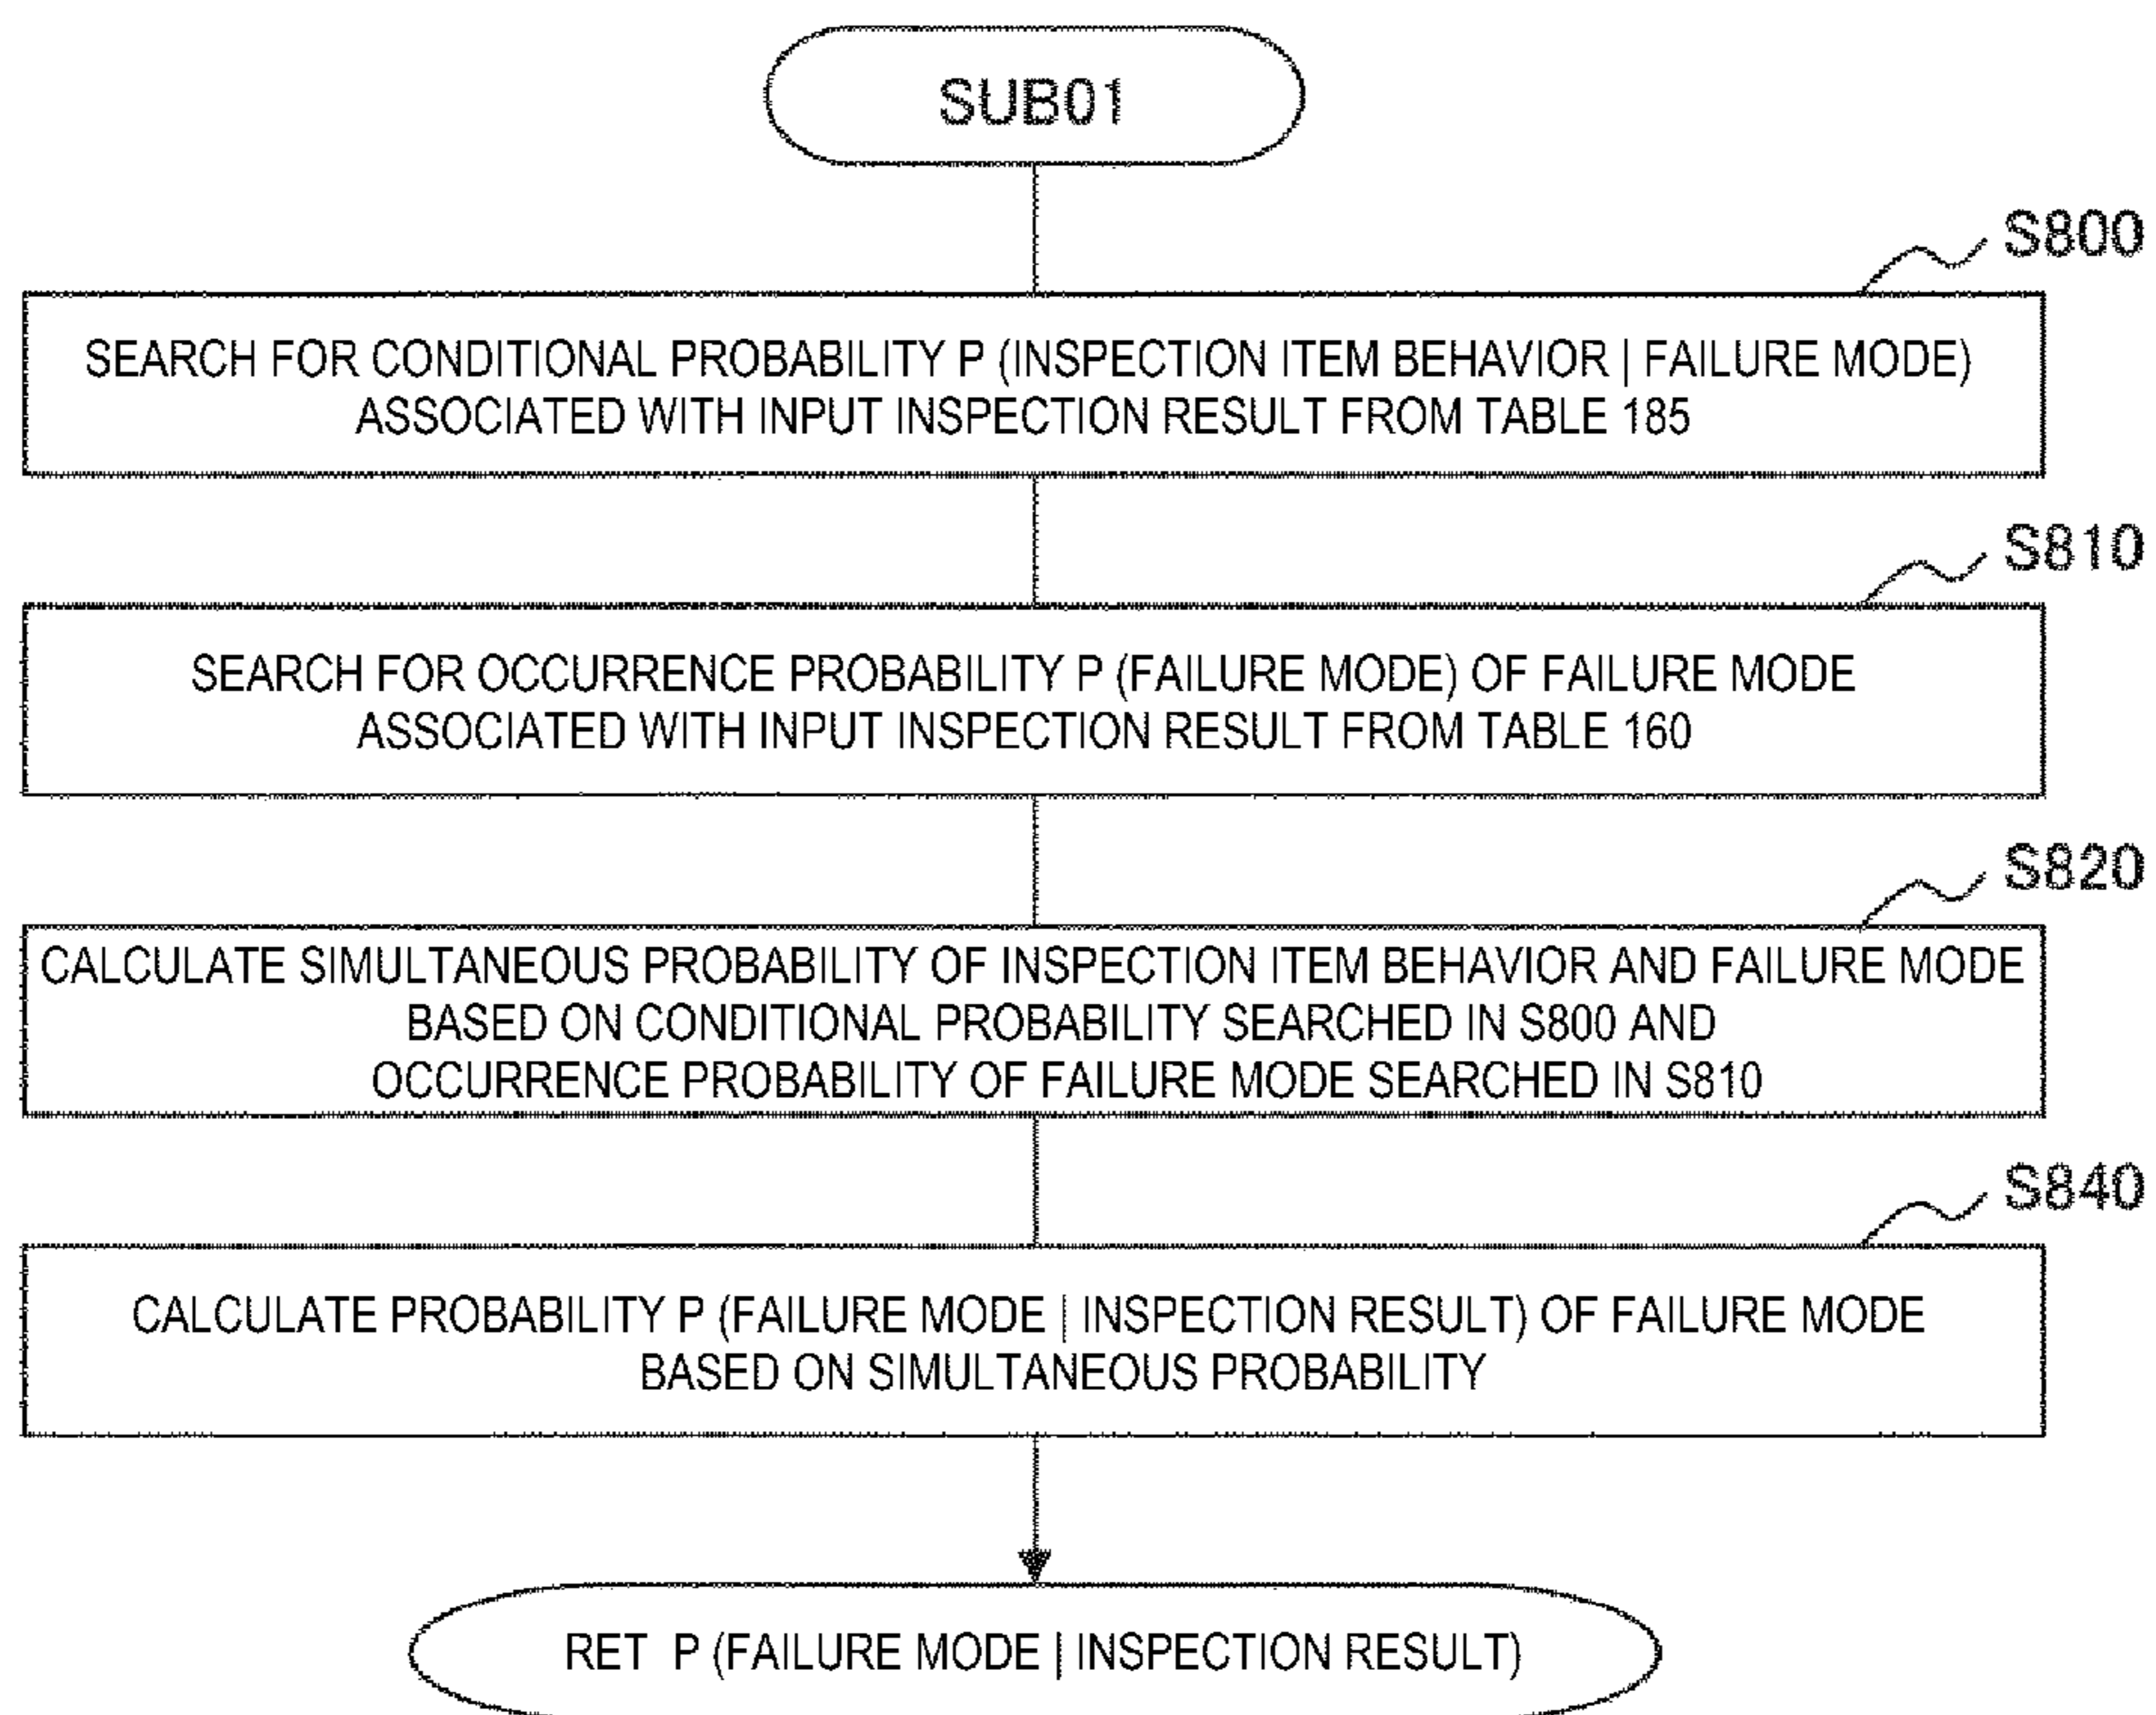 SUB01
S800
SEARCH FOR CONDITIONAL PROBABILITY P (INSPECTION ITEM BEHAVIOR | FAILURE MODE)
ASSOCIATED WITH INPUT INSPECTION RESULT FROM TABLE 185
S810
SEARCH FOR OCCURRENCE PROBABILITY P (FAILURE MODE) OF FAILURE MODE
ASSOCIATED WITH INPUT INSPECTION RESULT FROM TABLE 160
S820
CALCULATE SIMULTANEOUS PROBABILITY OF INSPECTION ITEM BEHAVIOR AND FAILURE MODE
BASED ON CONDITIONAL PROBABILITY SEARCHED IN S800 AND
OCCURRENCE PROBABILITY OF FAILURE MODE SEARCHED IN S810
S840
CALCULATE PROBABILITY P (FAILURE MODE | INSPECTION RESULT) OF FAILURE MODE
BASED ON SIMULTANEOUS PROBABILITY
RET P (FAILURE MODE | INSPECTION RESULT)